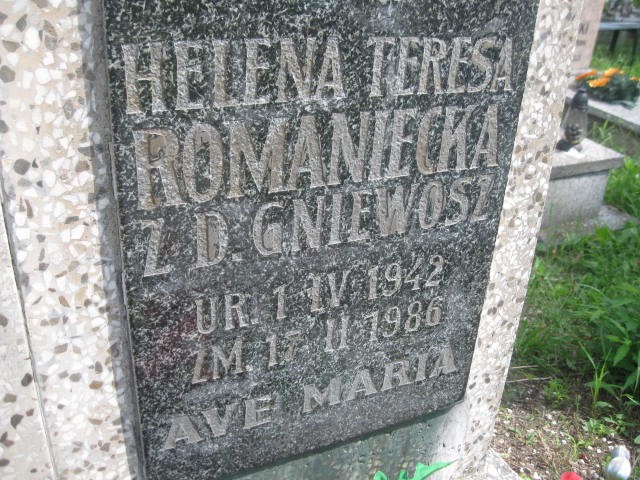 HELENA TERESA
ROMANIECKA
Z D. GNIEWOSZ
UR. 1 IV 1942
ZM. 17 II 1986
AVE MARIA